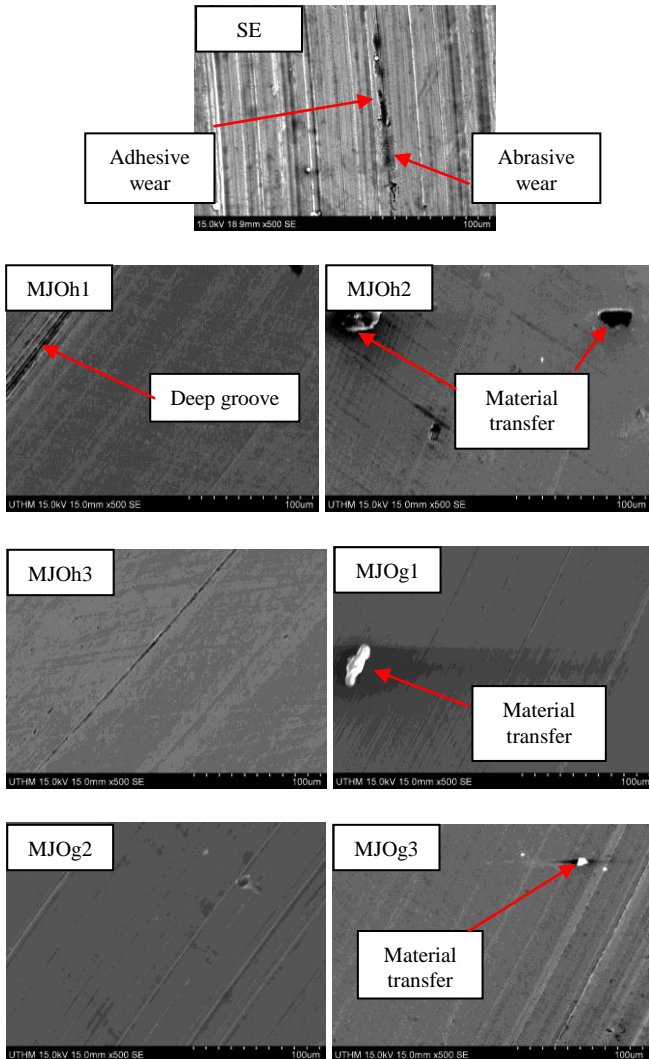 SE
Adhesive
wear
Abrasive
wear
15.0kV 18.9mm x500 SE 100um
MJOh1
Deep groove
UTHM 15.0kV 15.0mm x500 SE 100um
MJOh2
Material
transfer
UTHM 15.0kV 15.0mm x500 SE 100um
MJOh3
UTHM 15.0kV 15.0mm x500 SE 100um
MJOg1
Material
transfer
UTHM 15.0kV 15.0mm x500 SE 100um
MJOg2
UTHM 15.0kV 15.0mm x500 SE 100um
MJOg3
Material
transfer
UTHM 15.0kV 15.0mm x500 SE 100um